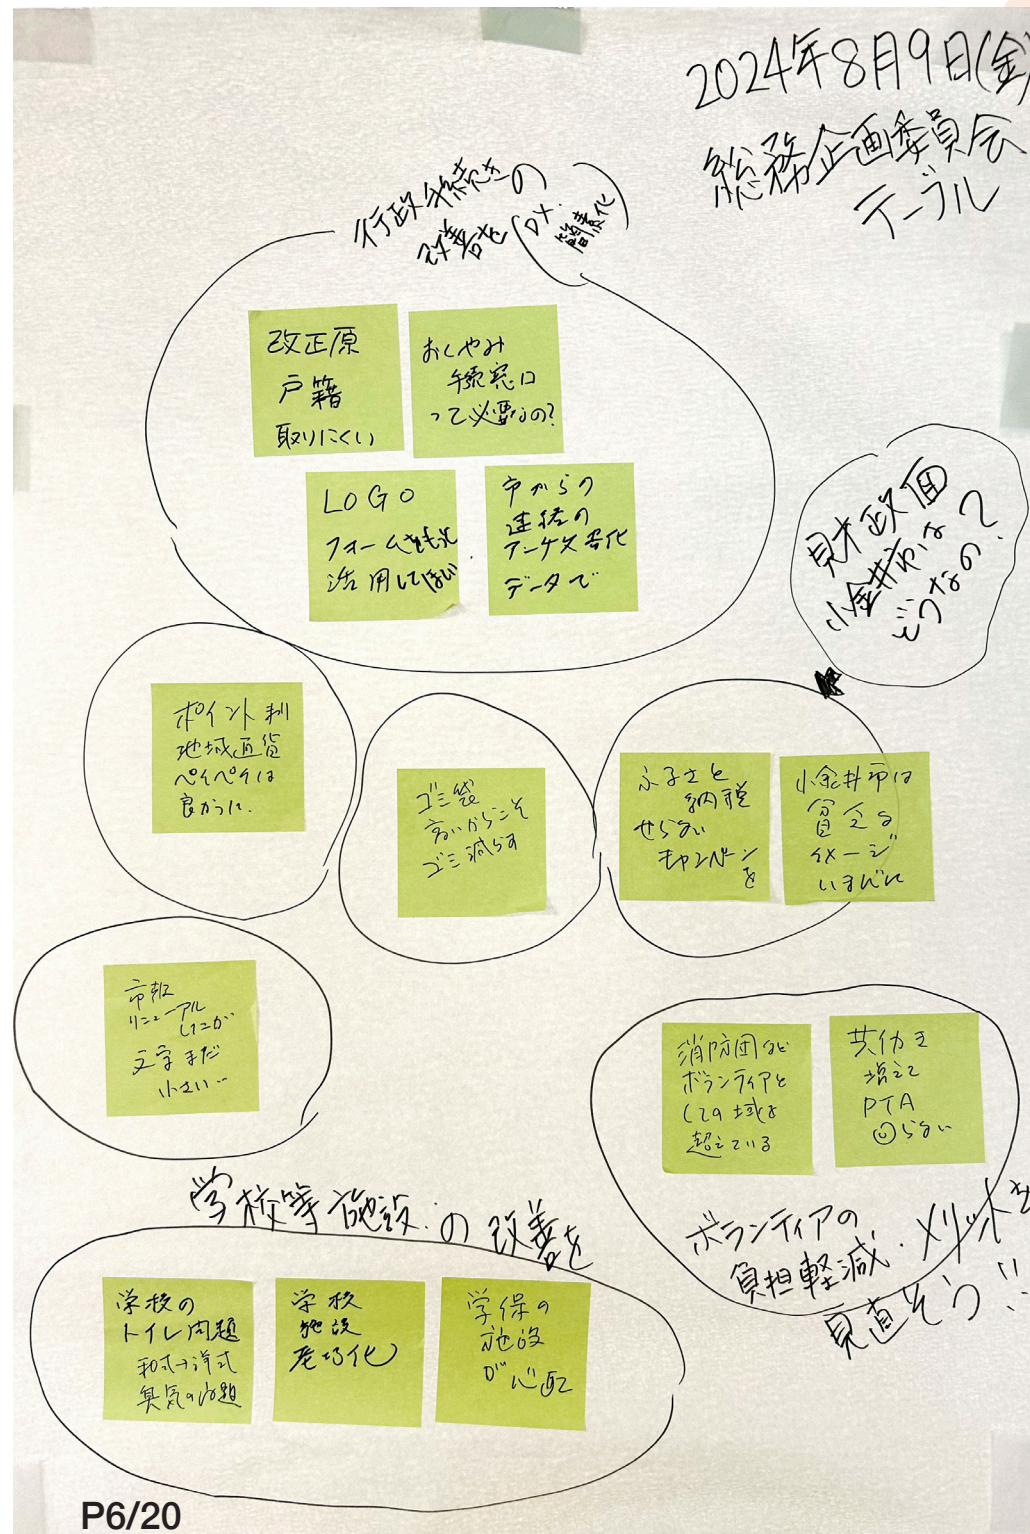 2024年8月9日(金)
総務企画委員会
テーブル
行政手続きの
改善を(DX.
簡素化)
改正原
戸籍
取りにくい
おくやみ
手続窓口
って必要なの?
LOGO
フォームをもっと
活用してほしい
市からの
連絡の
アンケート
データで
財政面
小金井市は
どうなの?
ポイント制
地域通貨
ペイペイは
良かった.
ゴミ袋
高いからこそ
ゴミ減らす
ふるさと
納税
せらない
キャンペーン
を
小金井市は
貧乏な
イメージ
いまだに
市報
リニューアル
したが
文字まだ
小さい..
消防団など
ボランティアと
しての域を
超えている
共働き
増えて
PTA
ボランティアの
負担軽減.メリットを
見直そう!!
学校等施設.の改善を
学校の
トイレ問題
和式→洋式
臭気の問題
学校
施設
老朽化
学保の
施設
が心配
P6/20